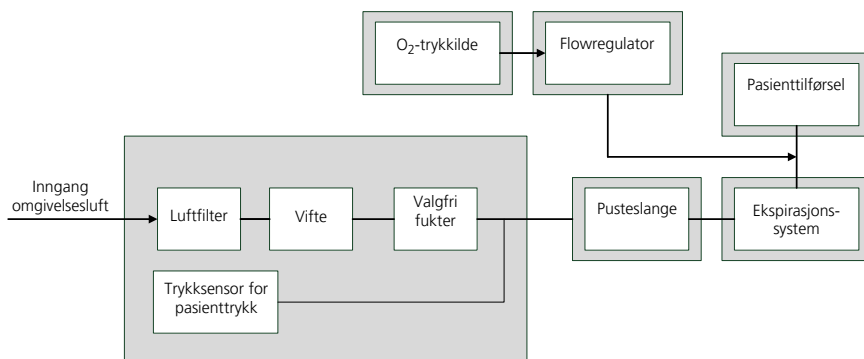 O₂-trykkilde
Flowregulator
Pasienttilførsel
Inngang
omgivelsesluft
Luftfilter
Vifte
Valgfri
fukter
Pusteslange
Ekspirasjons-
system
Trykksensor for
pasienttrykk